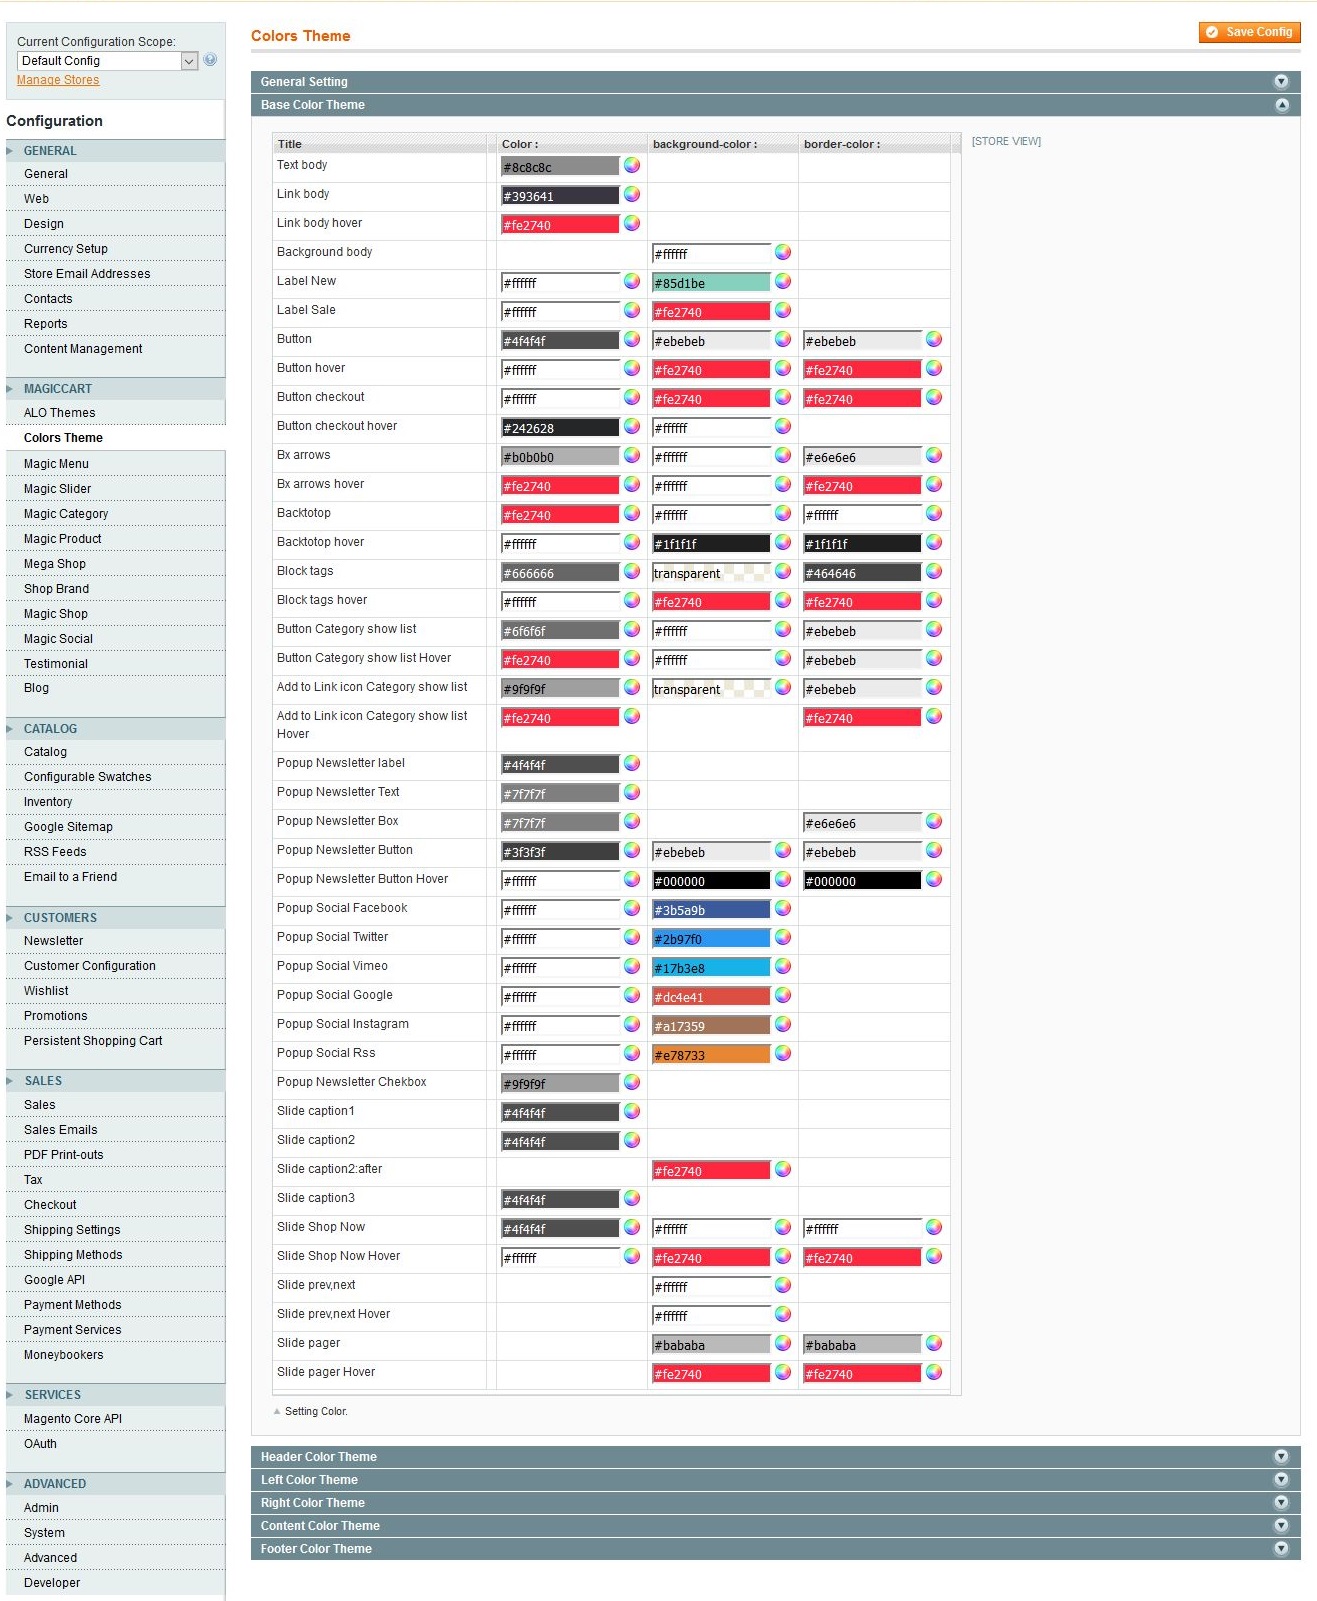 Current Configuration Scope:
Default Config
Manage Stores
Configuration
GENERAL
General
Web
Design
Currency Setup
Store Email Addresses
Contacts
Reports
Content Management
MAGICCART
ALO Themes
Colors Theme
Magic Menu
Magic Slider
Magic Category
Magic Product
Mega Shop
Shop Brand
Magic Shop
Magic Social
Testimonial
Blog
CATALOG
Catalog
Configurable Swatches
Inventory
Google Sitemap
RSS Feeds
Email to a Friend
CUSTOMERS
Newsletter
Customer Configuration
Wishlist
Promotions
Persistent Shopping Cart
SALES
Sales
Sales Emails
PDF Print-outs
Tax
Checkout
Shipping Settings
Shipping Methods
Google API
Payment Methods
Payment Services
Moneybookers
SERVICES
Magento Core API
OAuth
ADVANCED
Admin
System
Advanced
Developer
Colors Theme
Save Config
General Setting
Base Color Theme
Title Color : background-color : border-color : [STORE VIEW]
Text body #8c8c8c
Link body #393641
Link body hover #fe2740
Background body #ffffff
Label New #ffffff #85d1be
Label Sale #ffffff #fe2740
Button #4f4f4f #ebebeb #ebebeb
Button hover #ffffff #fe2740 #fe2740
Button checkout #ffffff #fe2740 #fe2740
Button checkout hover #242628 #ffffff
Bx arrows #b0b0b0 #ffffff #e6e6e6
Bx arrows hover #fe2740 #ffffff #fe2740
Backtotop #fe2740 #ffffff #ffffff
Backtotop hover #ffffff #1f1f1f #1f1f1f
Block tags #666666 transparent #464646
Block tags hover #ffffff #fe2740 #fe2740
Button Category show list #6f6f6f #ffffff #ebebeb
Button Category show list Hover #fe2740 #ffffff #ebebeb
Add to Link icon Category show list #9f9f9f transparent #ebebeb
Add to Link icon Category show list #fe2740 #fe2740
Hover
Popup Newsletter label #4f4f4f
Popup Newsletter Text #7f7f7f
Popup Newsletter Box #7f7f7f #e6e6e6
Popup Newsletter Button #3f3f3f #ebebeb #ebebeb
Popup Newsletter Button Hover #ffffff #000000 #000000
Popup Social Facebook #ffffff #3b5a9b
Popup Social Twitter #ffffff #2b97f0
Popup Social Vimeo #ffffff #17b3e8
Popup Social Google #ffffff #dc4e41
Popup Social Instagram #ffffff #a17359
Popup Social Rss #ffffff #e78733
Popup Newsletter Chekbox #9f9f9f
Slide caption1 #4f4f4f
Slide caption2 #4f4f4f
Slide caption2:after #fe2740
Slide caption3 #4f4f4f
Slide Shop Now #4f4f4f #ffffff #ffffff
Slide Shop Now Hover #ffffff #fe2740 #fe2740
Slide prev,next #ffffff
Slide prev,next Hover #ffffff
Slide pager #bababa #bababa
Slide pager Hover #fe2740 #fe2740
Setting Color.
Header Color Theme
Left Color Theme
Right Color Theme
Content Color Theme
Footer Color Theme